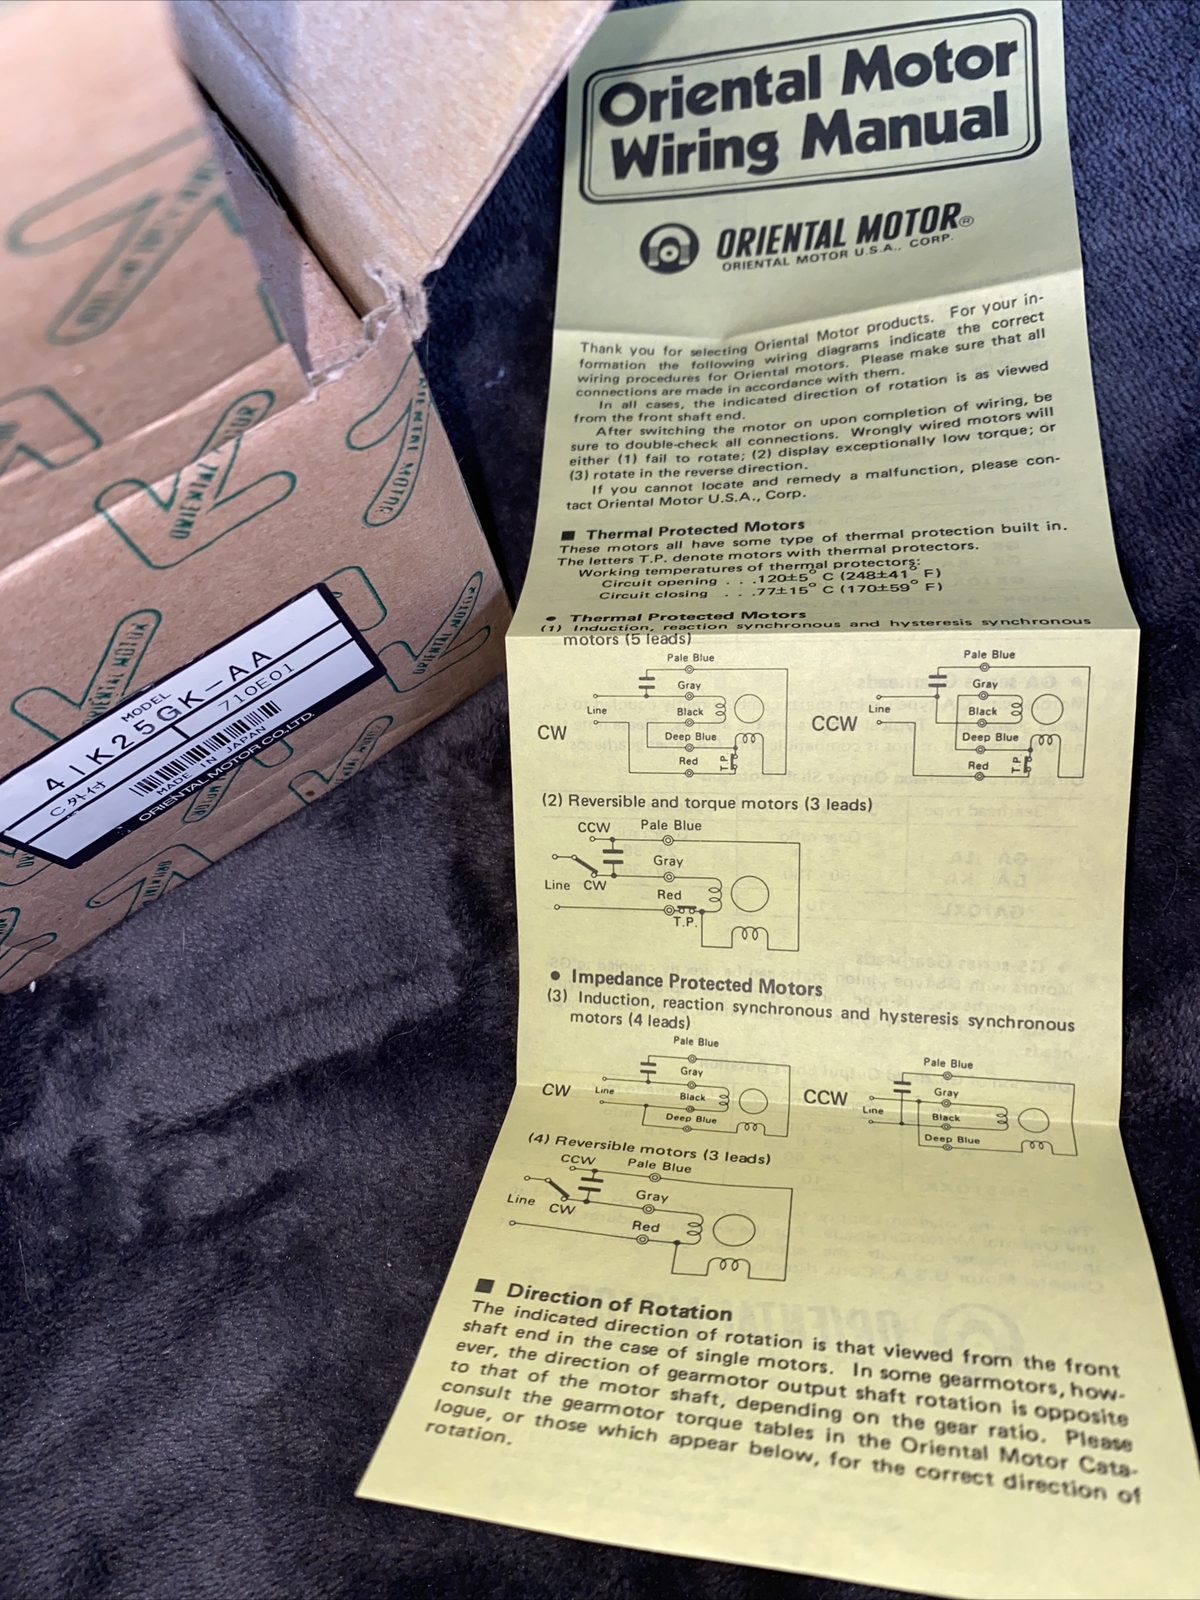 Oriental Motor
Wiring Manual
ORIENTAL MOTOR®
ORIENTAL MOTOR U.S.A., CORP.
Thank you for selecting Oriental Motor products. For your in-
formation the following wiring diagrams indicate the correct
wiring procedures for Oriental motors. Please make sure that all
connections are made in accordance with them.
In all cases, the indicated direction of rotation is as viewed
from the front shaft end.
After switching the motor on upon completion of wiring, be
sure to double-check all connections. Wrongly wired motors will
either (1) fail to rotate; (2) display exceptionally low torque; or
(3) rotate in the reverse direction.
If you cannot locate and remedy a malfunction, please con-
tact Oriental Motor U.S.A., Corp.
■ Thermal Protected Motors
These motors all have some type of thermal protection built in.
The letters T.P. denote motors with thermal protectors.
Working temperatures of thermal protectors:
Circuit opening . . .120±5° C (248±41° F)
Circuit closing . . .77±15° C (170±59° F)
• Thermal Protected Motors
(1) Induction, reaction synchronous and hysteresis synchronous
motors (5 leads)
Pale Blue
Gray
Line
Black
CW
Deep Blue
Red
T.P.
Pale Blue
Gray
Line
Black
CCW
Deep Blue
Red
T.P.
(2) Reversible and torque motors (3 leads)
CCW
Pale Blue
Gray
Line
CW
Red
T.P.
• Impedance Protected Motors
(3) Induction, reaction synchronous and hysteresis synchronous
motors (4 leads)
Pale Blue
Gray
CW
Line
Black
Deep Blue
Pale Blue
CCW
Gray
Line
Black
Deep Blue
(4) Reversible motors (3 leads)
CCW
Pale Blue
Gray
Line
CW
Red
■ Direction of Rotation
The indicated direction of rotation is that viewed from the front
shaft end in the case of single motors. In some gearmotors, how-
ever, the direction of gearmotor output shaft rotation is opposite
to that of the motor shaft, depending on the gear ratio. Please
consult the gearmotor torque tables in the Oriental Motor Cata-
logue, or those which appear below, for the correct direction of
rotation.
MODEL
4IK25GK-AA
C外付
710E01
MADE IN JAPAN
ORIENTAL MOTOR CO.,LTD.
ORIENTAL MOTOR
ORIENTAL MOTOR
ORIENTAL MOTOR
ORIENTAL MOTOR